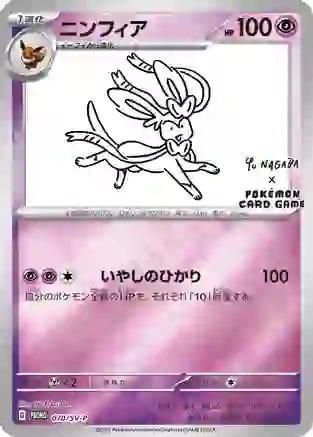 1進化
ニンフィア
HP 100
イーブイから進化
Yu NAGABA
×
POKÉMON
CARD GAME
いやしのひかり 100
自分のポケモン全員のHPを、それぞれ「10」回復する。
×2
PROMO 070/SV-P